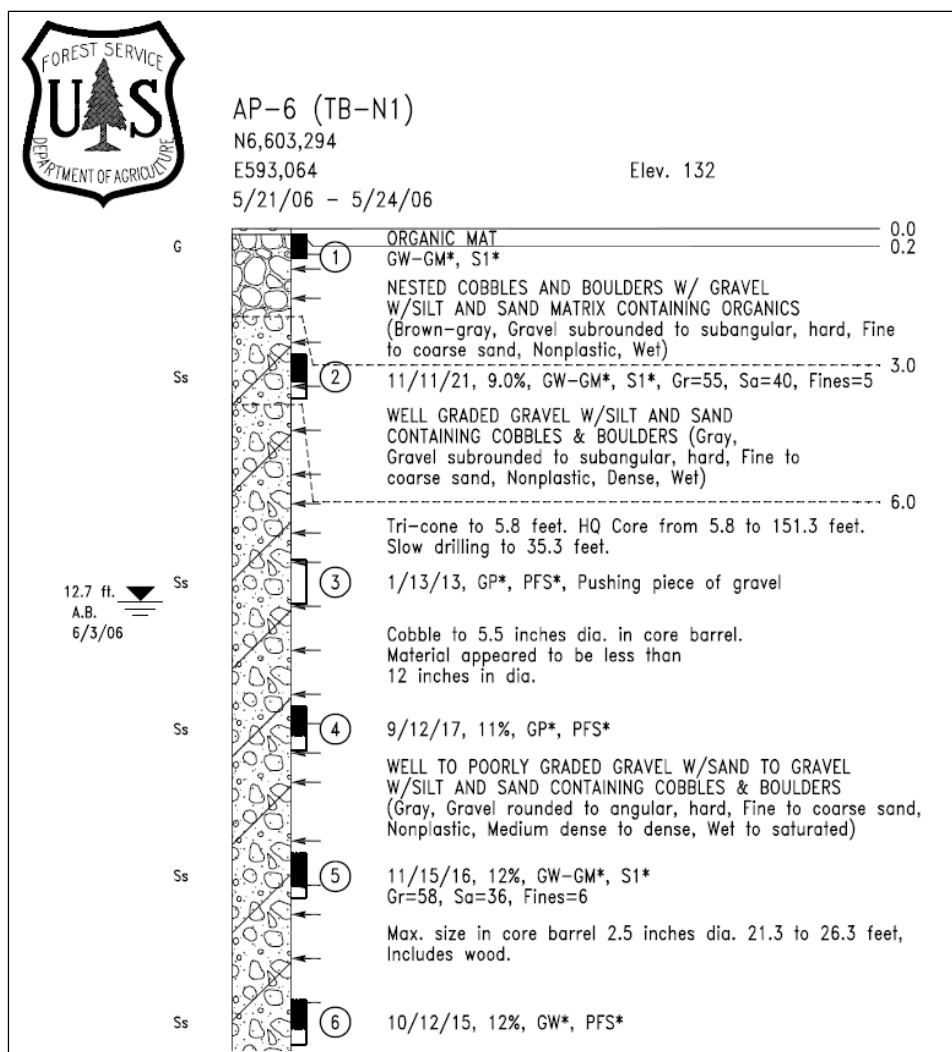 FOREST SERVICE
U S
DEPARTMENT OF AGRICULTURE
AP-6 (TB-N1)
N6,603,294
E593,064
Elev. 132
5/21/06 - 5/24/06
0.0
G
ORGANIC MAT
0.2
1
GW-GM*, S1*
NESTED COBBLES AND BOULDERS W/ GRAVEL
W/SILT AND SAND MATRIX CONTAINING ORGANICS
(Brown-gray, Gravel subrounded to subangular, hard, Fine
to coarse sand, Nonplastic, Wet)
3.0
Ss
2
11/11/21, 9.0%, GW-GM*, S1*, Gr=55, Sa=40, Fines=5
WELL GRADED GRAVEL W/SILT AND SAND
CONTAINING COBBLES & BOULDERS (Gray,
Gravel subrounded to subangular, hard, Fine to
coarse sand, Nonplastic, Dense, Wet)
6.0
Tri-cone to 5.8 feet. HQ Core from 5.8 to 151.3 feet.
Slow drilling to 35.3 feet.
12.7 ft.
A.B.
6/3/06
Ss
3
1/13/13, GP*, PFS*, Pushing piece of gravel
Cobble to 5.5 inches dia. in core barrel.
Material appeared to be less than
12 inches in dia.
Ss
4
9/12/17, 11%, GP*, PFS*
WELL TO POORLY GRADED GRAVEL W/SAND TO GRAVEL
W/SILT AND SAND CONTAINING COBBLES & BOULDERS
(Gray, Gravel rounded to angular, hard, Fine to coarse sand,
Nonplastic, Medium dense to dense, Wet to saturated)
Ss
5
11/15/16, 12%, GW-GM*, S1*
Gr=58, Sa=36, Fines=6
Max. size in core barrel 2.5 inches dia. 21.3 to 26.3 feet,
Includes wood.
Ss
6
10/12/15, 12%, GW*, PFS*